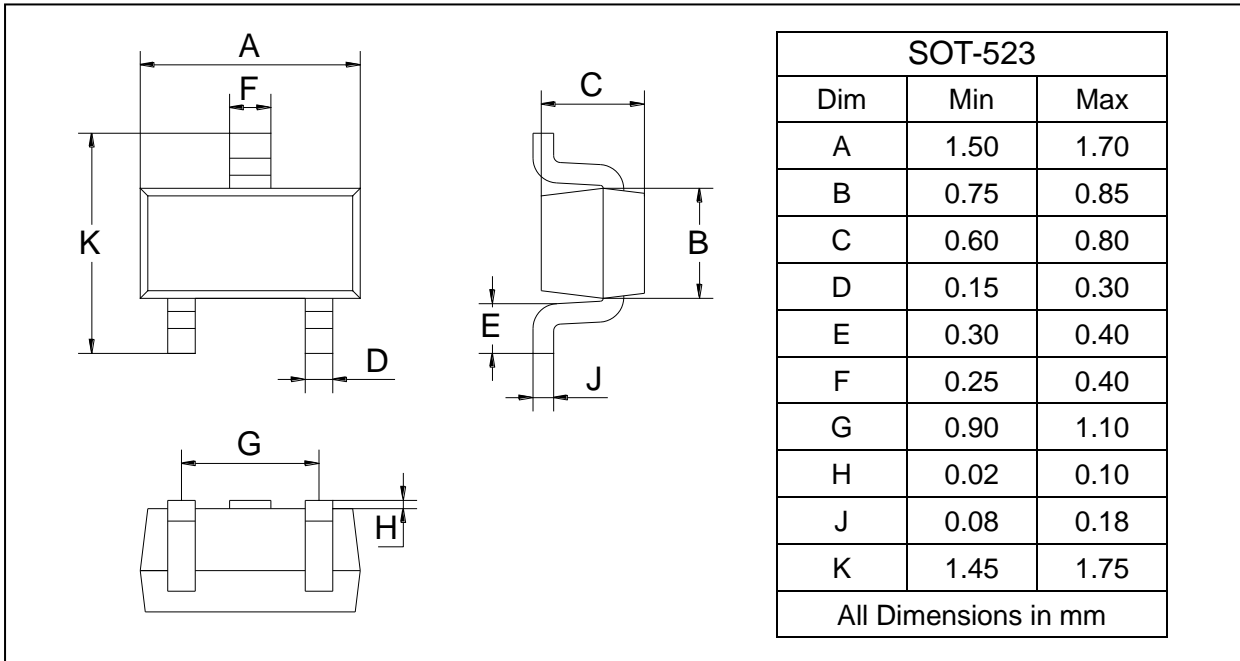 A
F
K
D
C
B
E
J
G
H
SOT-523
Dim Min Max
A 1.50 1.70
B 0.75 0.85
C 0.60 0.80
D 0.15 0.30
E 0.30 0.40
F 0.25 0.40
G 0.90 1.10
H 0.02 0.10
J 0.08 0.18
K 1.45 1.75
All Dimensions in mm